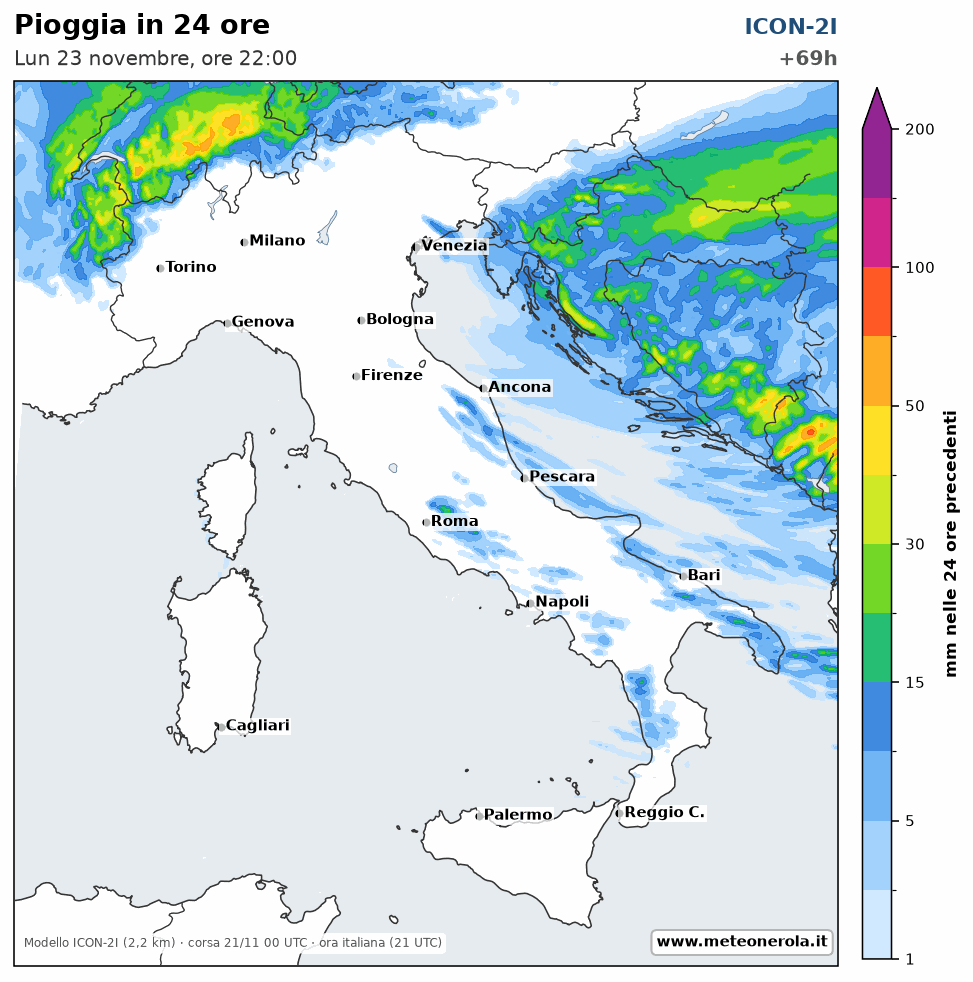 Pioggia in 24 ore
ICON-2I
Lun 23 novembre, ore 22:00
+69h
200
100
50
30
15
5
1
mm nelle 24 ore precedenti
Milano
Venezia
Torino
Genova
Bologna
Firenze
Ancona
Pescara
Roma
Bari
Napoli
Cagliari
Palermo
Reggio C.
Modello ICON-2I (2,2 km) · corsa 21/11 00 UTC · ora italiana (21 UTC)
www.meteonerola.it